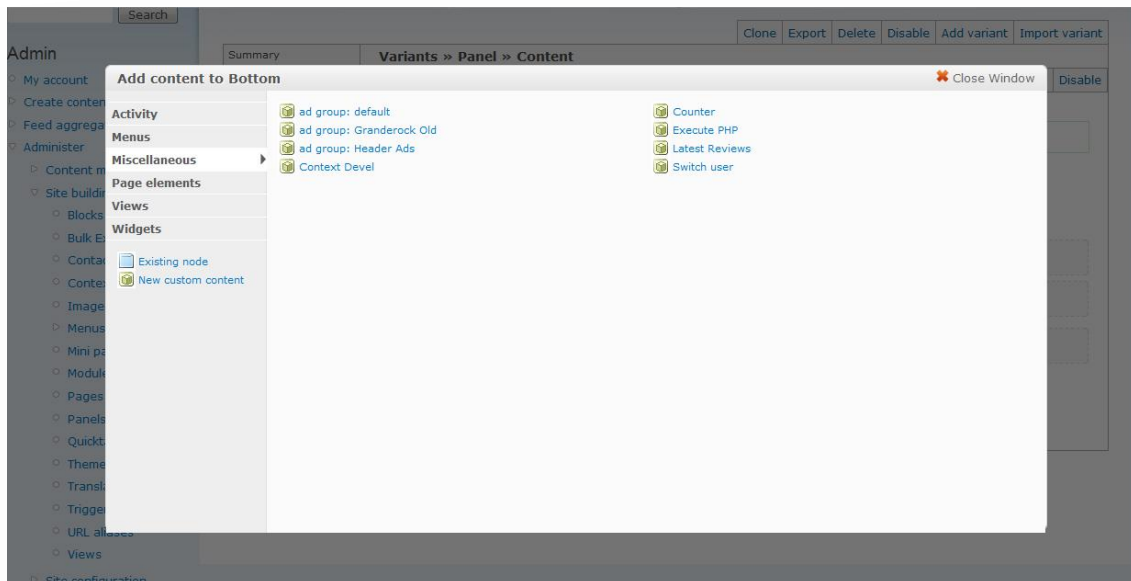 Search
Clone Export Delete Disable Add variant Import variant
Admin
Summary
Variants » Panel » Content
My account
Add content to Bottom
Close Window
Disable
Create conten
Feed aggrega
Administer
Content m
Site buildin
Blocks
Bulk E
Conta
Conte
Image
Menus
Mini pa
Module
Pages
Panels
Quickt
Theme
Transla
Trigge
URL aliases
Views
Site configuration
Activity
Menus
Miscellaneous
Page elements
Views
Widgets
Existing node
New custom content
ad group: default
ad group: Granderock Old
ad group: Header Ads
Context Devel
Counter
Execute PHP
Latest Reviews
Switch user